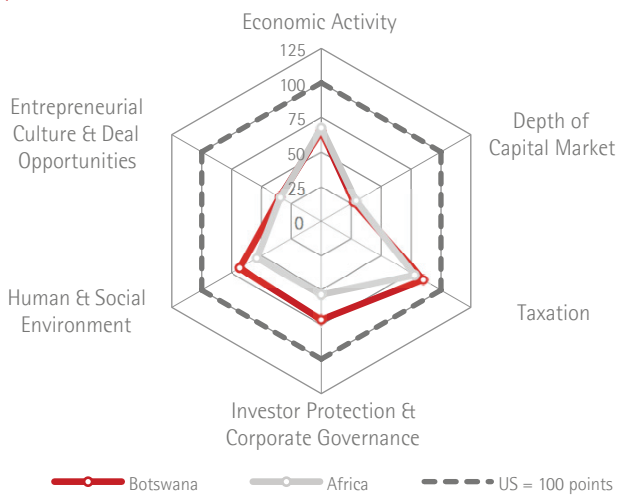 Economic Activity
125
100
75
50
25
0
Entrepreneurial
Culture & Deal
Opportunities
Depth of
Capital Market
Human & Social
Environment
Taxation
Investor Protection &
Corporate Governance
Botswana
Africa
US = 100 points